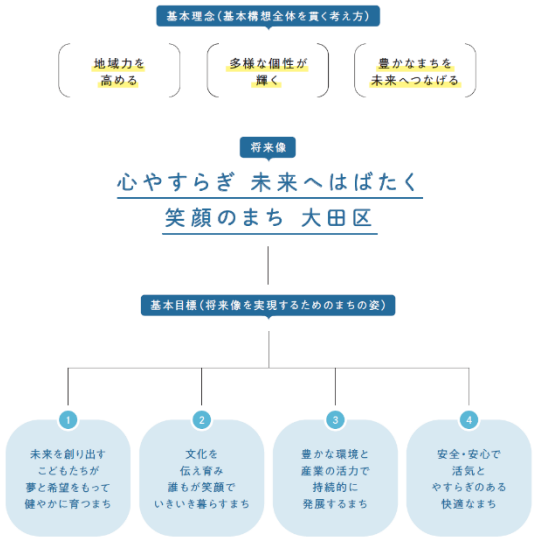 基本理念（基本構想全体を貫く考え方）
地域力を
高める
多様な個性が
輝く
豊かなまちを
未来へつなげる
将来像
心やすらぎ 未来へはばたく
笑顔のまち 大田区
基本目標（将来像を実現するためのまちの姿）
1
未来を創り出す
こどもたちが
夢と希望をもって
健やかに育つまち
2
文化を
伝え育み
誰もが笑顔で
いきいき暮らすまち
3
豊かな環境と
産業の活力で
持続的に
発展するまち
4
安全・安心で
活気と
やすらぎのある
快適なまち